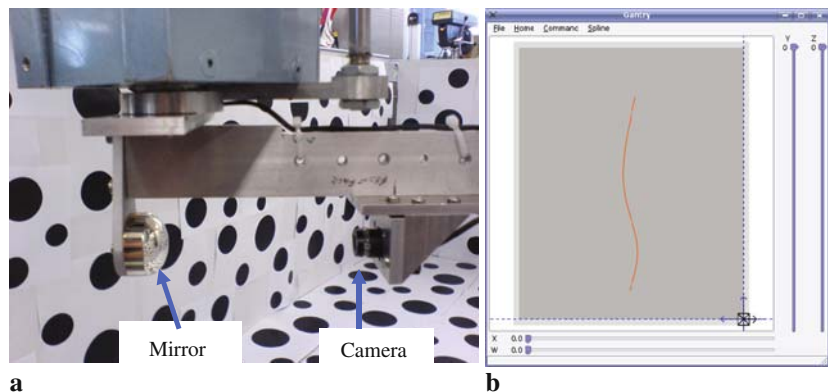 Gantry
File Home Command Spline
Y Z
0 0
Mirror
Camera
X 0.0
W 0.0
a
b